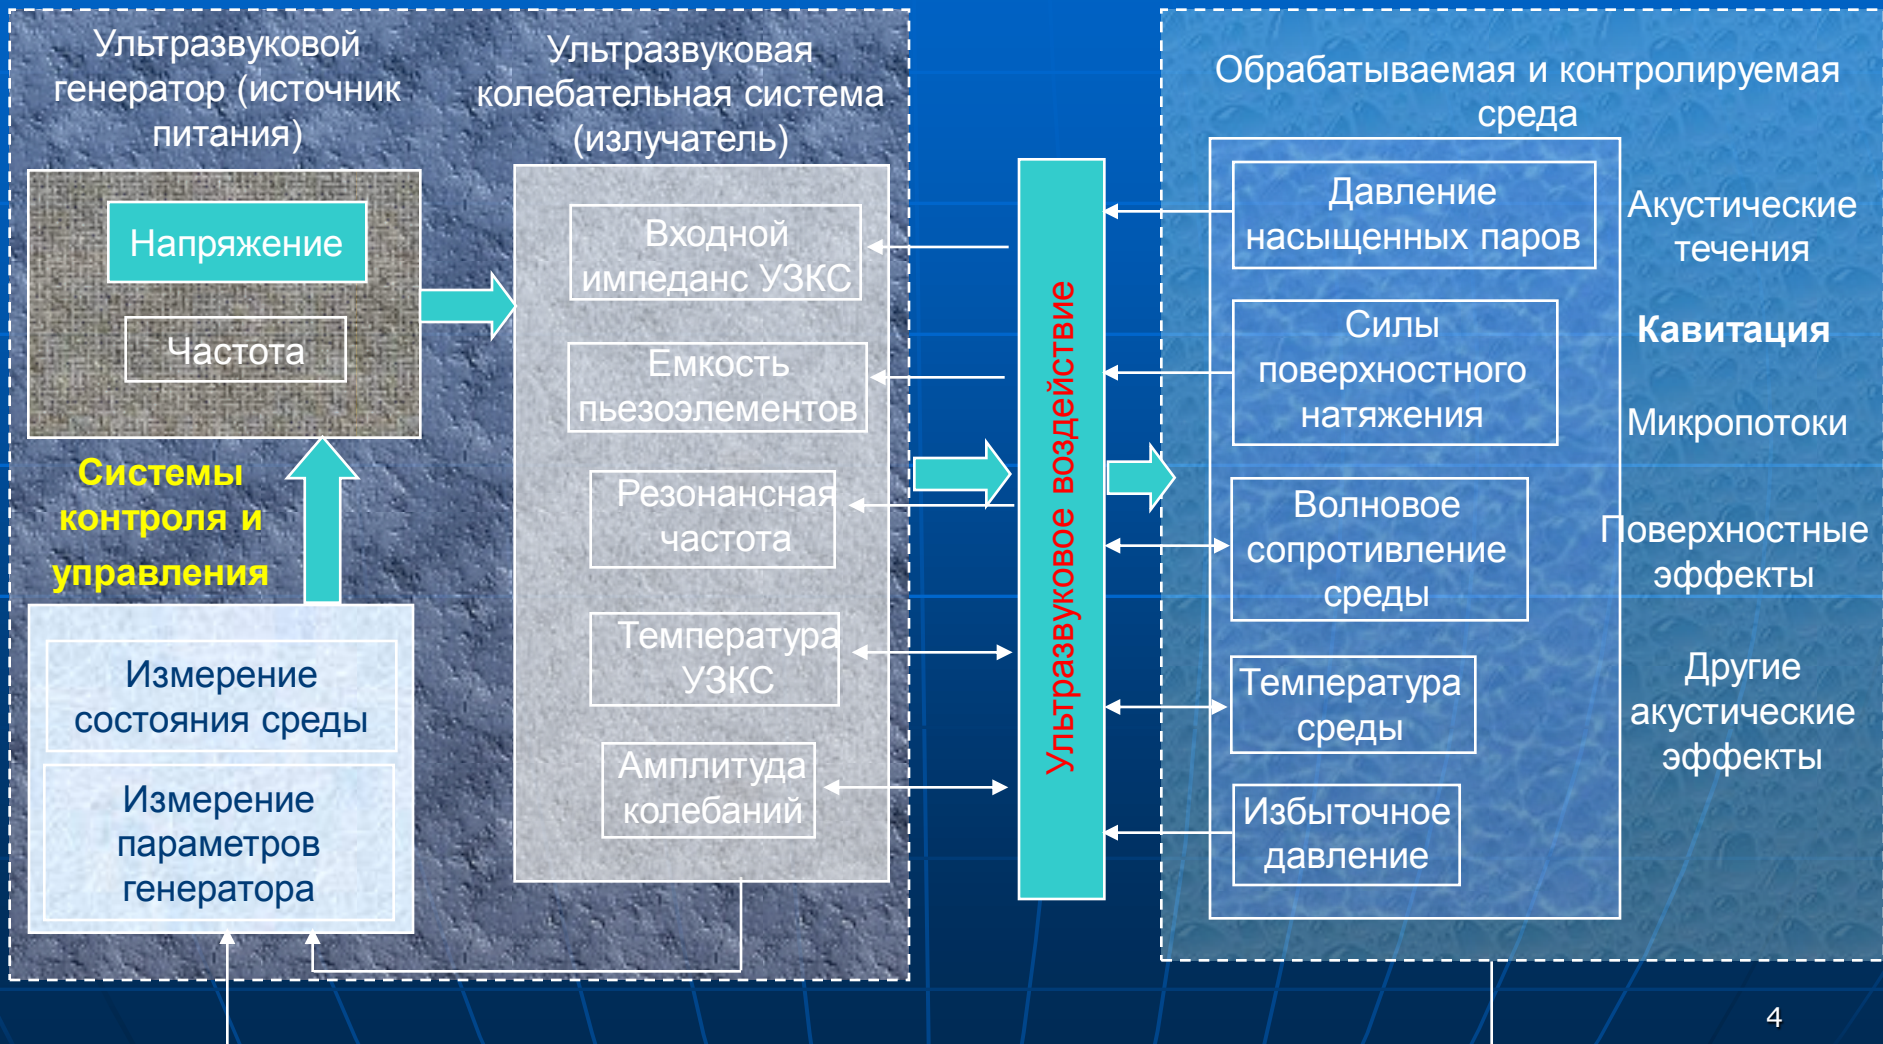 Ультразвуковой
генератор (источник
питания)
Напряжение
Частота
Системы
контроля и
управления
Измерение
состояния среды
Измерение
параметров
генератора
Ультразвуковая
колебательная система
(излучатель)
Входной
импеданс УЗКС
Емкость
пьезоэлементов
Резонансная
частота
Температура
УЗКС
Амплитуда
колебаний
Ультразвуковое воздействие
Обрабатываемая и контролируемая
среда
Давление
насыщенных паров
Силы
поверхностного
натяжения
Волновое
сопротивление
среды
Температура
среды
Избыточное
давление
Акустические
течения
Кавитация
Микропотоки
Поверхностные
эффекты
Другие
акустические
эффекты
4